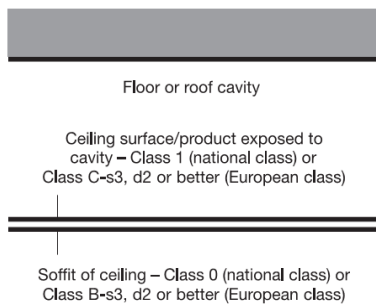 Floor or roof cavity
Ceiling surface/product exposed to
cavity – Class 1 (national class) or
Class C-s3, d2 or better (European class)
Soffit of ceiling – Class 0 (national class) or
Class B-s3, d2 or better (European class)